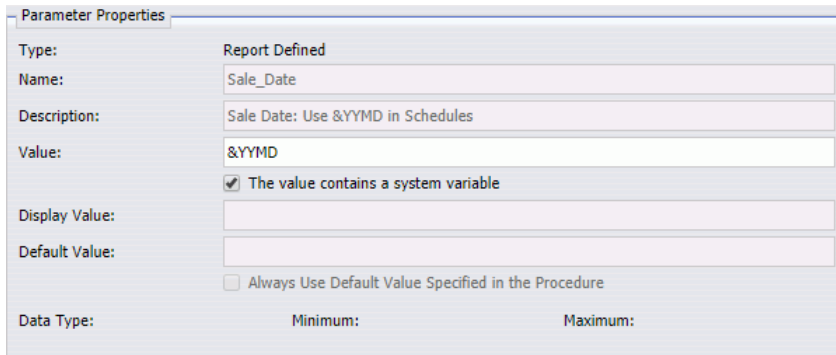 Parameter Properties
Type: Report Defined
Name: Sale_Date
Description: Sale Date: Use &YYMD in Schedules
Value: &YYMD
The value contains a system variable
Display Value:
Default Value:
Always Use Default Value Specified in the Procedure
Data Type: Minimum: Maximum: